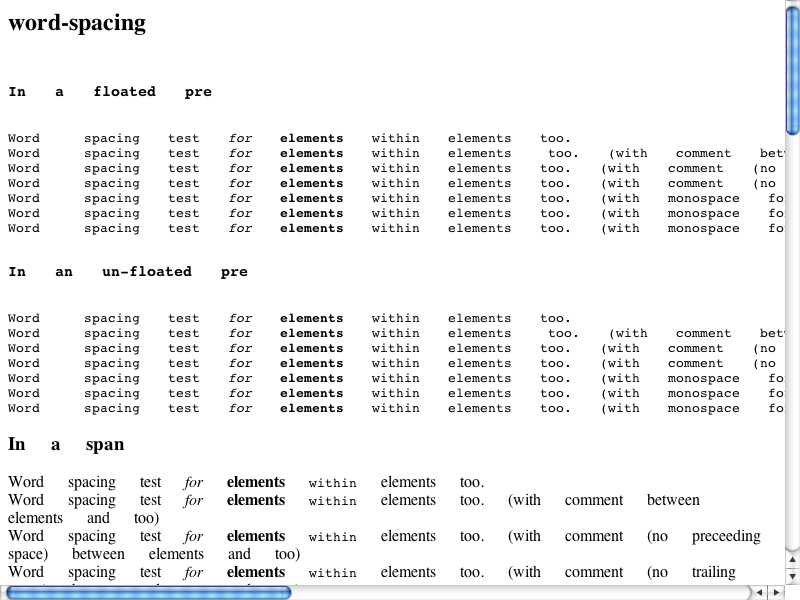 word-spacing
In a floated pre
Word spacing test for elements within elements too.
Word spacing test for elements within elements too. (with comment
Word spacing test for elements within elements too. (with comment (no
Word spacing test for elements within elements too. (with comment (no
Word spacing test for elements within elements too. (with monospace
Word spacing test for elements within elements too. (with monospace
Word spacing test for elements within elements too. (with monospace
In an un-floated pre
Word spacing test for elements within elements too.
Word spacing test for elements within elements too. (with comment
Word spacing test for elements within elements too. (with comment (no
Word spacing test for elements within elements too. (with comment (no
Word spacing test for elements within elements too. (with monospace
Word spacing test for elements within elements too. (with monospace
Word spacing test for elements within elements too. (with monospace
In a span
Word spacing test for elements within elements too.
Word spacing test for elements within elements too. (with comment between
elements and too)
Word spacing test for elements within elements too. (with comment (no preceeding
space) between elements and too)
Word spacing test for elements within elements too. (with comment (no trailing